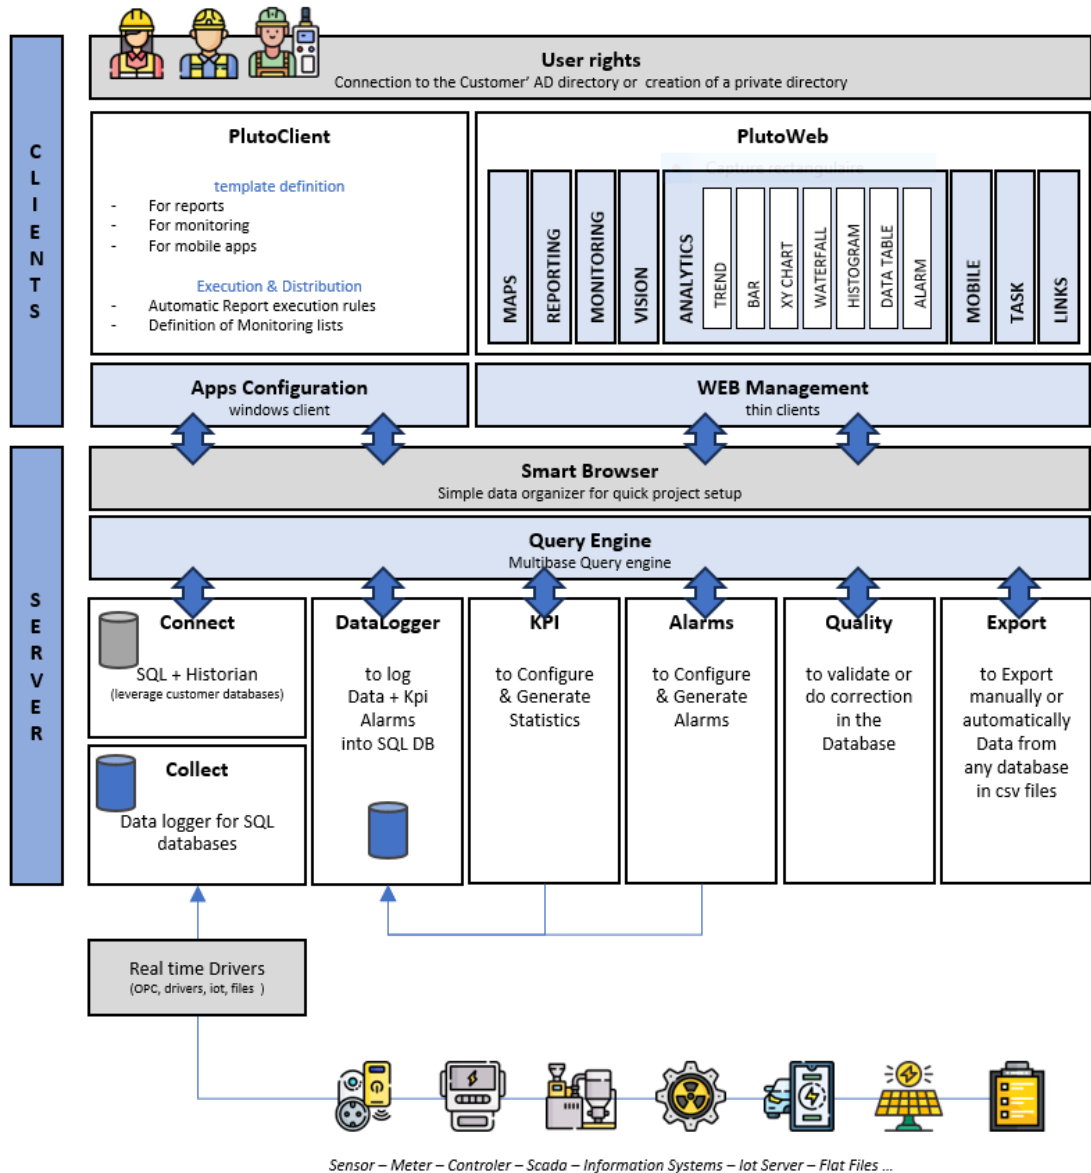 User rights
Connection to the Customer' AD directory or creation of a private directory
CLIENTS
PlutoClient
template definition
- For reports
- For monitoring
- For mobile apps
Execution & Distribution
- Automatic Report execution rules
- Definition of Monitoring lists
PlutoWeb
Capture rectangulaire
MAPS
REPORTING
MONITORING
VISION
ANALYTICS
TREND
BAR
XY CHART
WATERFALL
HISTOGRAM
DATA TABLE
ALARM
MOBILE
TASK
LINKS
Apps Configuration
windows client
WEB Management
thin clients
SERVER
Smart Browser
Simple data organizer for quick project setup
Query Engine
Multibase Query engine
Connect
SQL + Historian
(leverage customer databases)
Collect
Data logger for SQL
databases
DataLogger
to log
Data + Kpi
Alarms
into SQL DB
KPI
to Configure
& Generate
Statistics
Alarms
to Configure
& Generate
Alarms
Quality
to validate or
do correction
in the
Database
Export
to Export
manually or
automatically
Data from
any database
in csv files
Real time Drivers
(OPC, drivers, iot, files )
Sensor – Meter – Controler – Scada – Information Systems – Iot Server – Flat Files ...